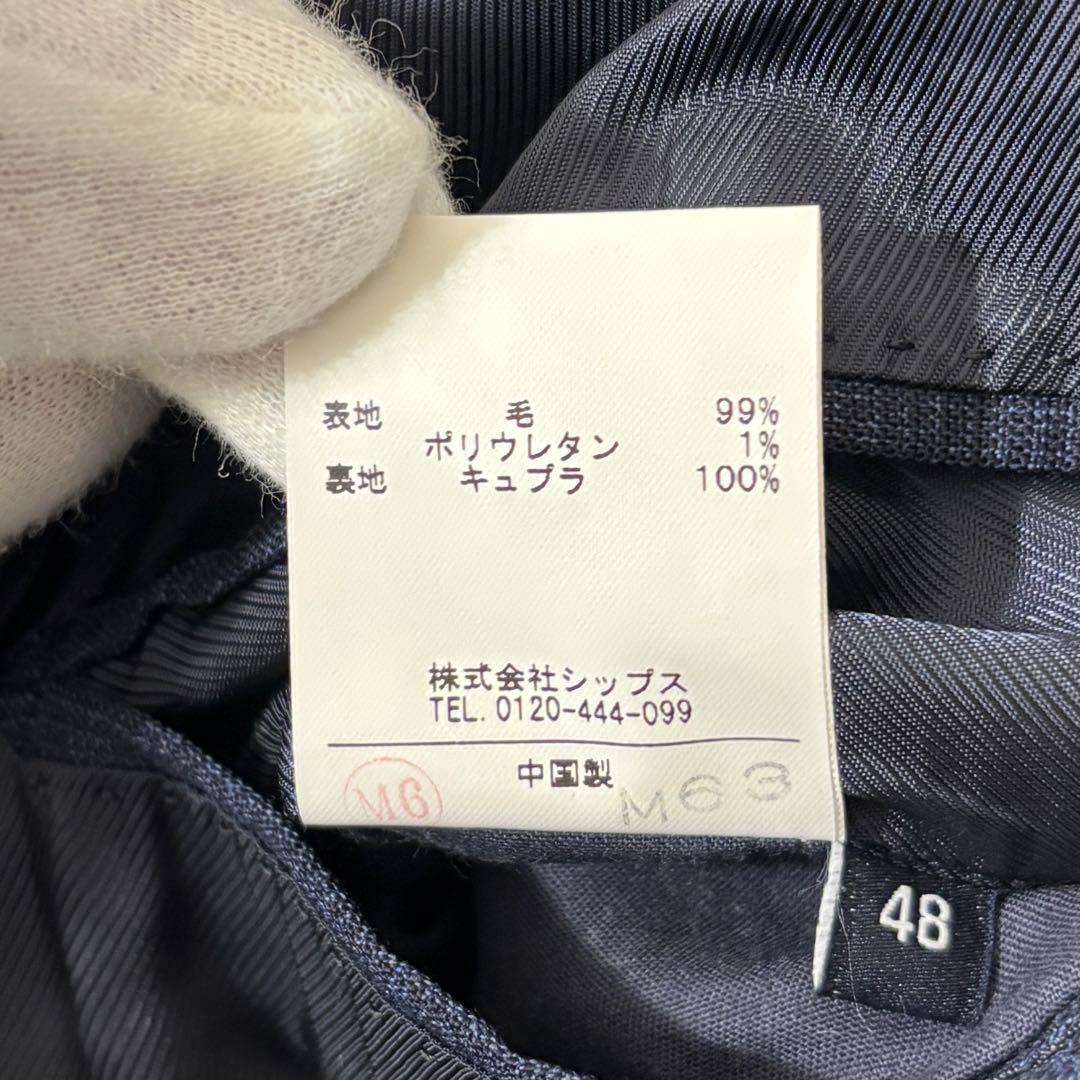 表地 毛 99%
ポリウレタン 1%
裏地 キュプラ 100%
株式会社シップス
TEL. 0120-444-099
中国製
M6
M63
48